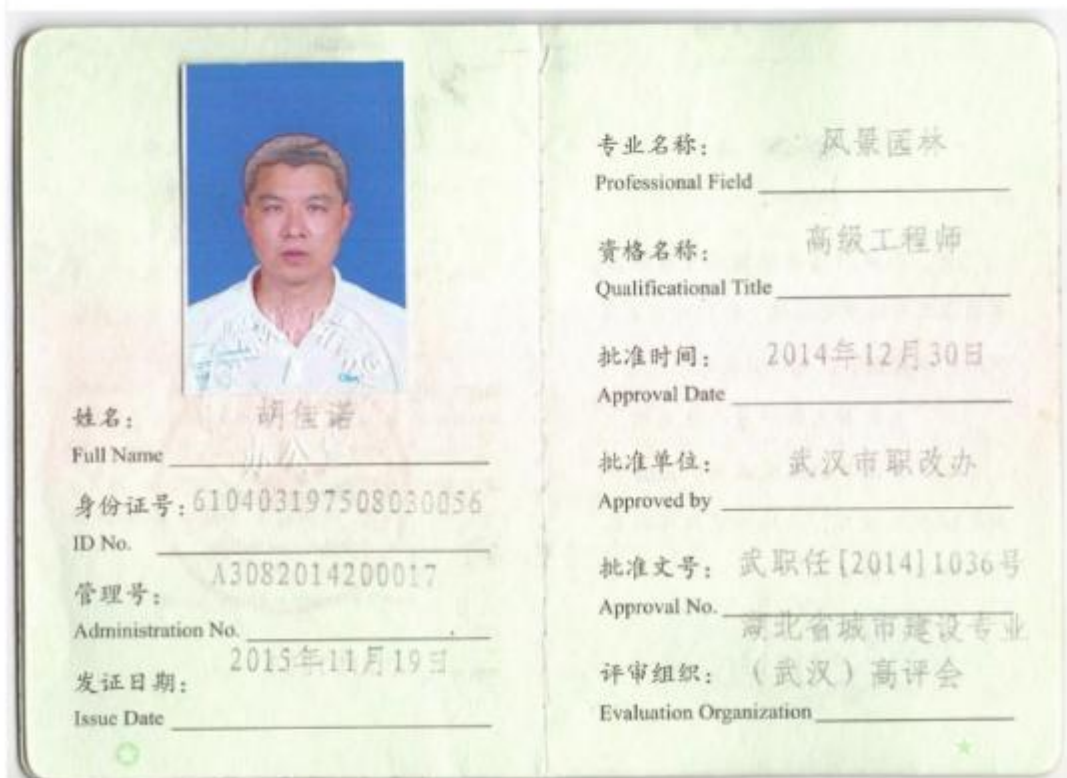 姓名： 胡佳诺
Full Name
身份证号：610403197508030056
ID No.
管理号： A3082014200017
Administration No.
发证日期： 2015年11月19日
Issue Date
专业名称： 风景园林
Professional Field
资格名称： 高级工程师
Qualificational Title
批准时间： 2014年12月30日
Approval Date
批准单位： 武汉市职改办
Approved by
批准文号： 武职任[2014]1036号
Approval No.
湖北省城市建设专业
评审组织： （武汉）高评会
Evaluation Organization